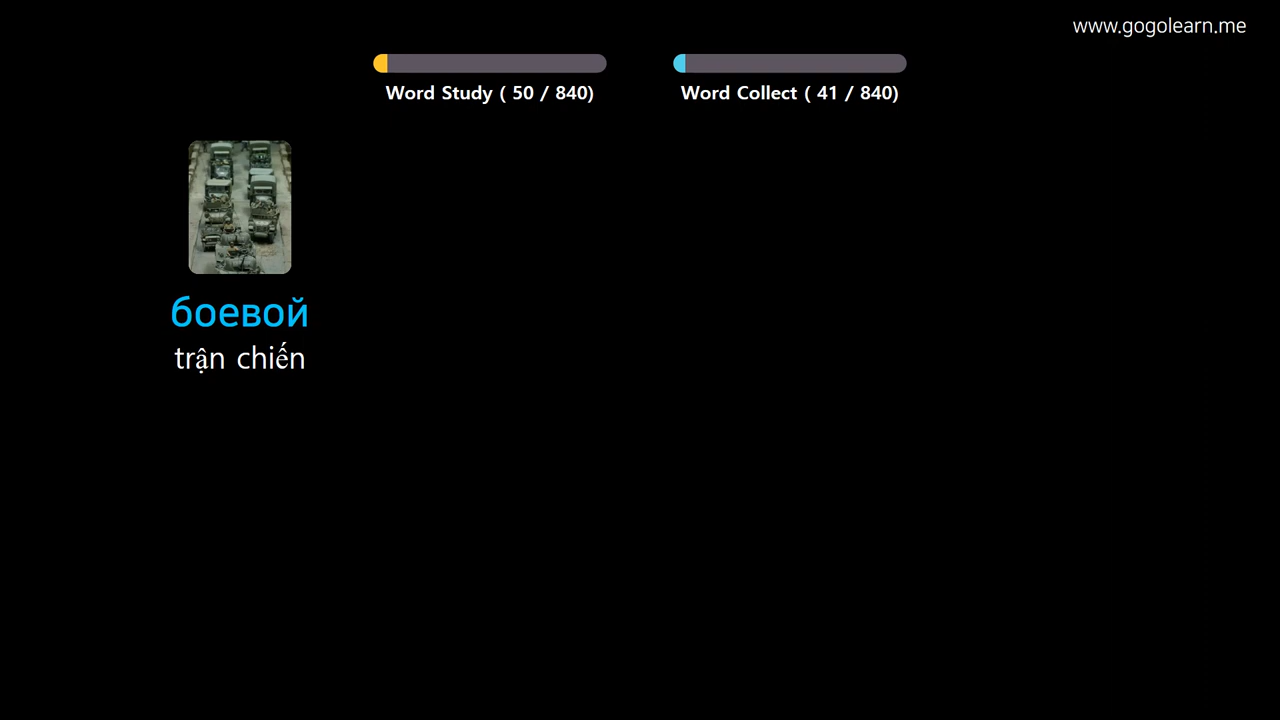 www.gogolearn.me
Word Study ( 50 / 840)
Word Collect ( 41 / 840)
боевой
trận chiến